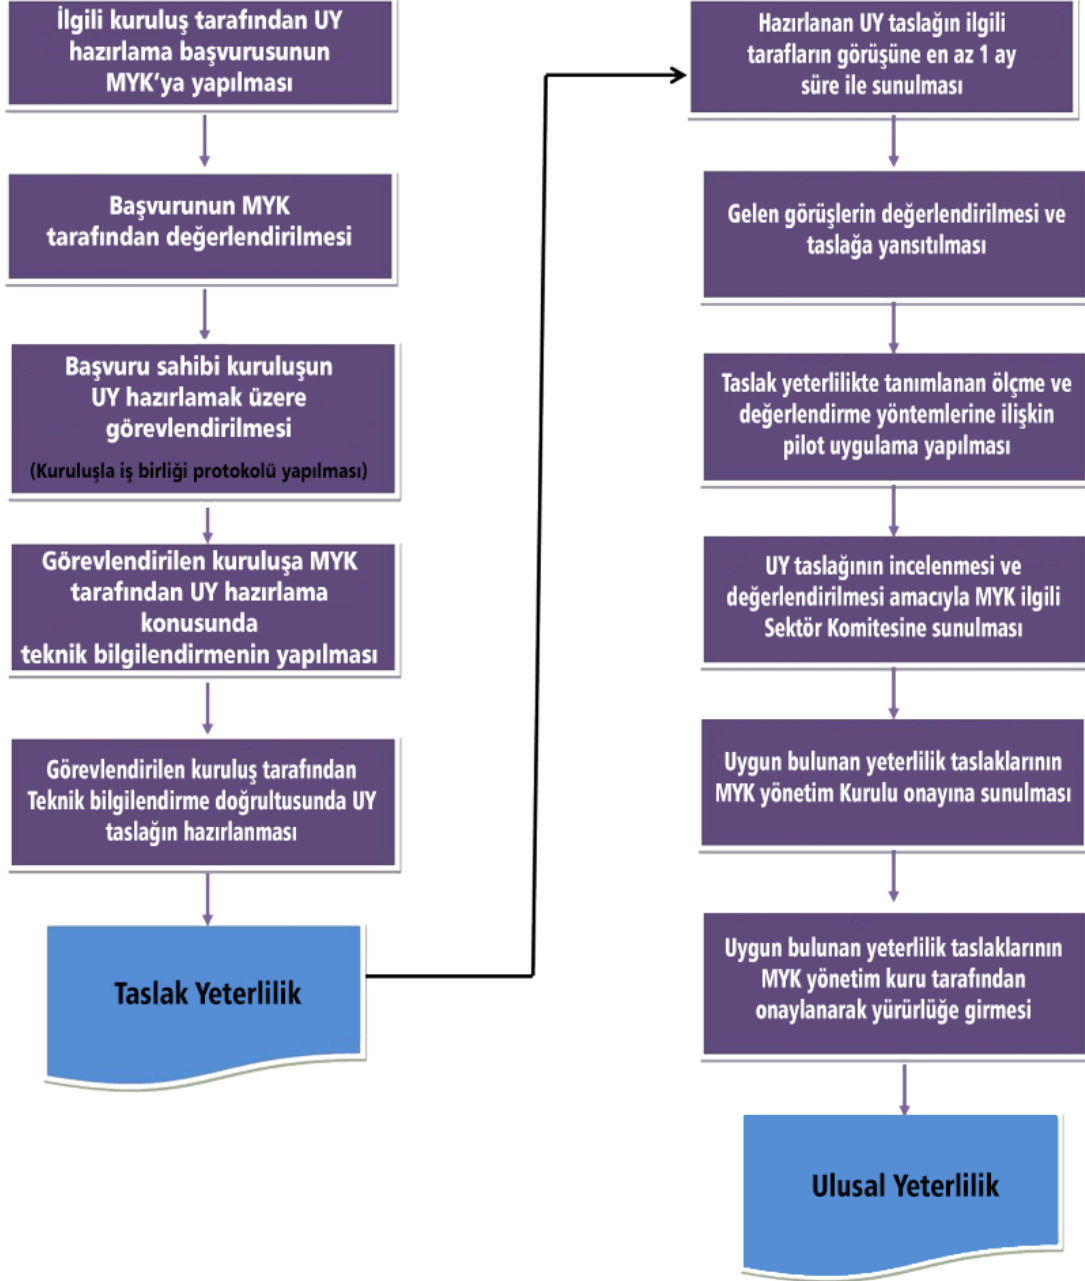 İlgili kuruluş tarafından UY
hazırlama başvurusunun
MYK'ya yapılması
Başvurunun MYK
tarafından değerlendirilmesi
Başvuru sahibi kuruluşun
UY hazırlamak üzere
görevlendirilmesi
(Kuruluşla iş birliği protokolü yapılması)
Görevlendirilen kuruluşa MYK
tarafından UY hazırlama
konusunda
teknik bilgilendirmenin yapılması
Görevlendirilen kuruluş tarafından
Teknik bilgilendirme doğrultusunda UY
taslağın hazırlanması
Taslak Yeterlilik
Hazırlanan UY taslağın ilgili
tarafların görüşüne en az 1 ay
süre ile sunulması
Gelen görüşlerin değerlendirilmesi ve
taslağa yansıtılması
Taslak yeterlilikte tanımlanan ölçme ve
değerlendirme yöntemlerine ilişkin
pilot uygulama yapılması
UY taslağının incelenmesi ve
değerlendirilmesi amacıyla MYK ilgili
Sektör Komitesine sunulması
Uygun bulunan yeterlilik taslaklarının
MYK yönetim Kurulu onayına sunulması
Uygun bulunan yeterlilik taslaklarının
MYK yönetim kuru tarafından
onaylanarak yürürlüğe girmesi
Ulusal Yeterlilik